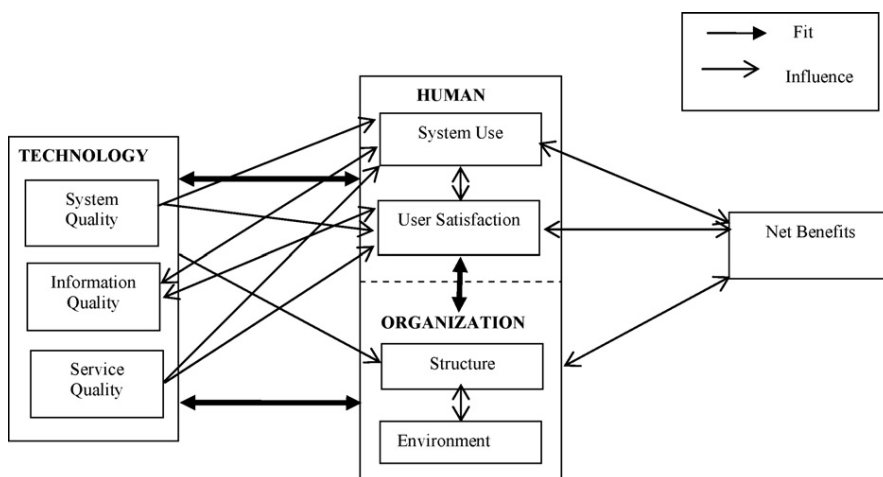 Fit
Influence
HUMAN
System Use
TECHNOLOGY
System
Quality
User Satisfaction
Net Benefits
Information
Quality
ORGANIZATION
Service
Quality
Structure
Environment